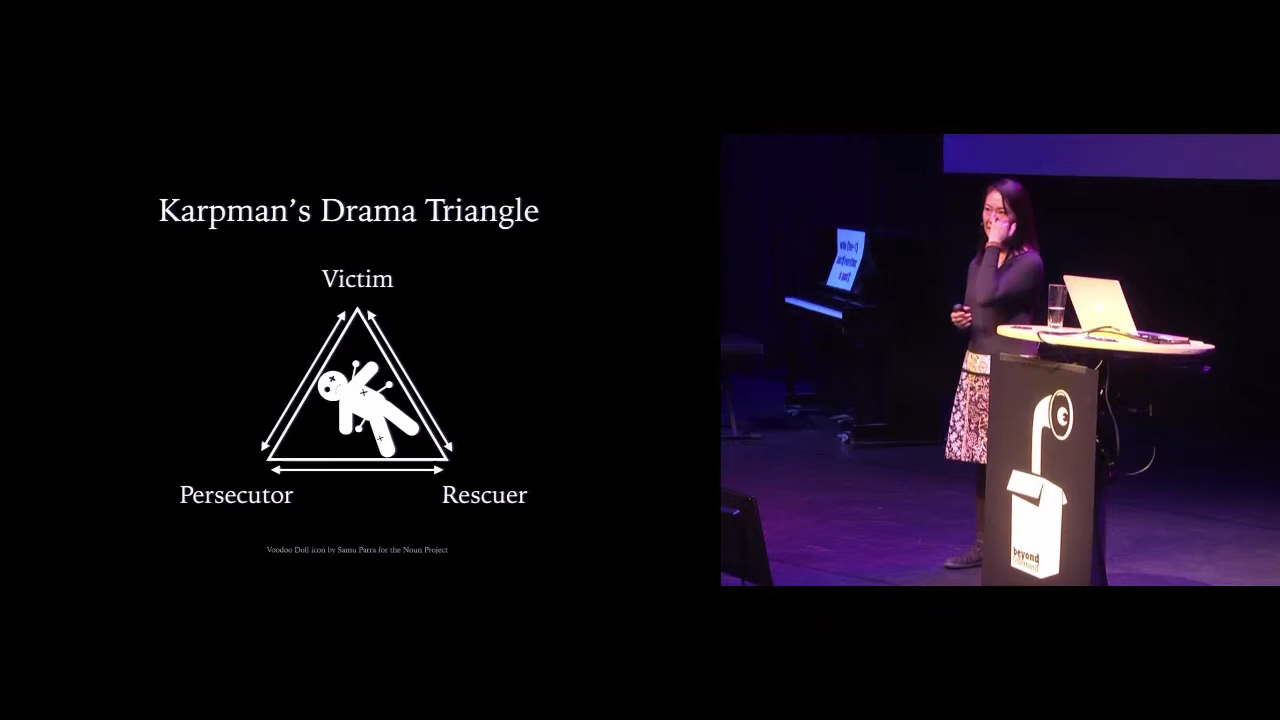 Karpman's Drama Triangle
Victim
Persecutor
Rescuer
Voodoo Doll icon by Samu Parra for the Noun Project
beyond